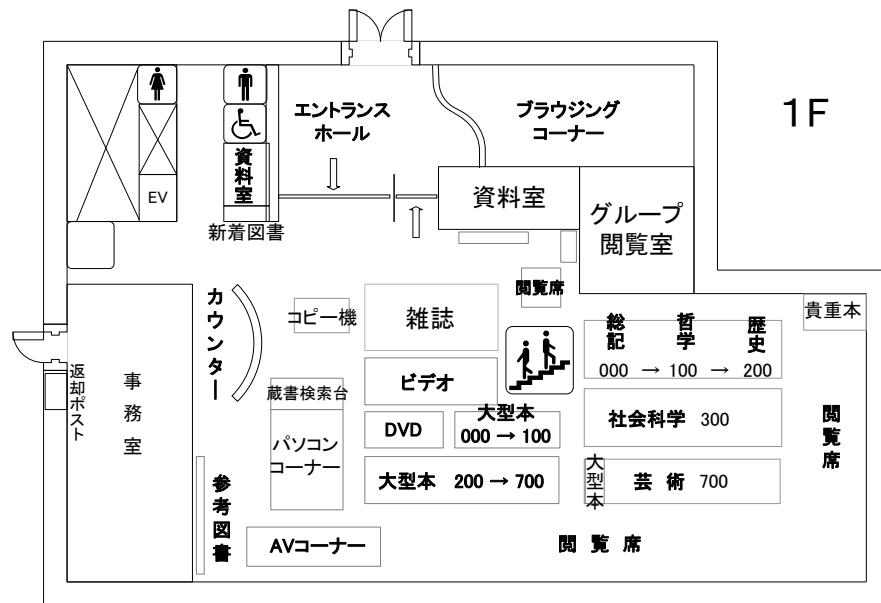 1F
エントランス
ホール
ブラウジング
コーナー
資料室
EV
新着図書
資料室
グループ
閲覧室
カウンター
コピー機
雑誌
閲覧席
貴重本
総記 哲学 歴史
000 → 100 → 200
返却ポスト
事務室
ビデオ
蔵書検索台
パソコン
コーナー
DVD
大型本
000 → 100
社会科学 300
閲覧席
大型本 200 → 700
大型本
芸術 700
参考図書
AVコーナー
閲覧席